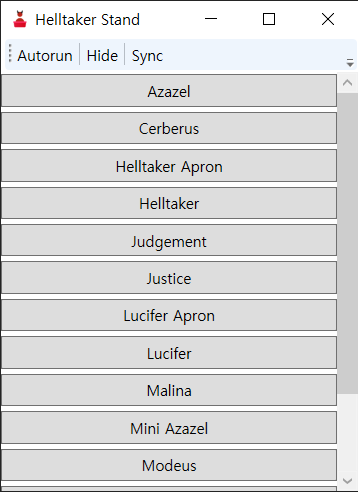 Helltaker Stand
Autorun Hide Sync
Azazel
Cerberus
Helltaker Apron
Helltaker
Judgement
Justice
Lucifer Apron
Lucifer
Malina
Mini Azazel
Modeus